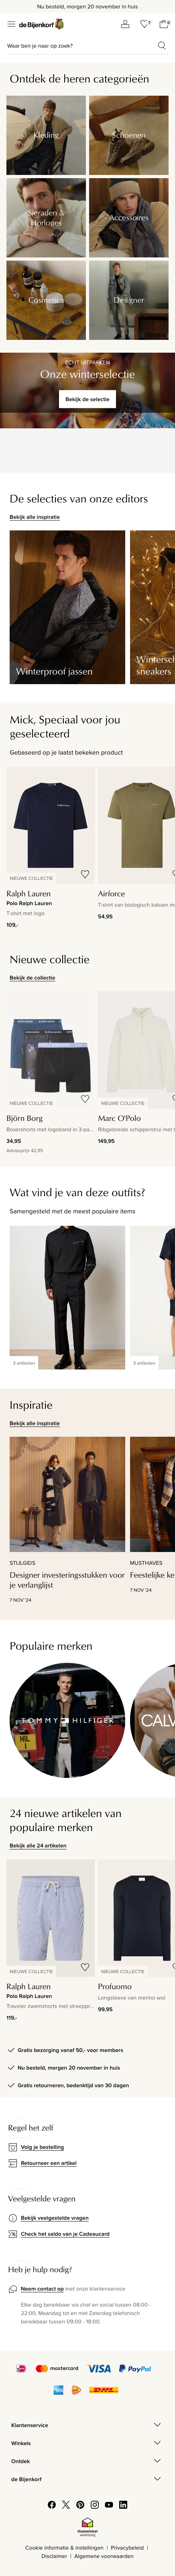 Nu besteld, morgen 20 november in huis
de Bijenkorf
Waar ben je naar op zoek?
Ontdek de heren categorieën
Kleding
Schoenen
Sieraden &
Horloges
Accessoires
Cosmetica
Designer
ECHT UITPAKKEN
Onze winterselectie
Bekijk de selectie
De selecties van onze editors
Bekijk alle inspiratie
Winterproof jassen
sneakers
Mick, Speciaal voor jou
geselecteerd
Gebaseerd op je laatst bekeken product
NIEUWE COLLECTIE
Ralph Lauren
Airforce
Polo Ralph Lauren
T-shirt van biologisch katoen
T-shirt met logo
54,95
109,-
Nieuwe collectie
Bekijk de collectie
NIEUWE COLLECTIE
NIEUWE COLLECTIE
Björn Borg
Marc O'Polo
Boxershorts met logoband in 3-pa...
Ribgebreide schipperstrui met
34,95
149,95
Adviesprijs 42,95
Wat vind je van deze outfits?
Samengesteld met de meest populaire items
3 artikelen
3 artikelen
Inspiratie
Bekijk alle inspiratie
STIJLGIDS
MUSTHAVES
Designer investeringsstukken voor
je verlanglijst
Feestelijke
7 NOV '24
7 NOV '24
Populaire merken
TOMMY HILFIGER
24 nieuwe artikelen van
populaire merken
Bekijk alle 24 artikelen
NIEUWE COLLECTIE
NIEUWE COLLECTIE
Ralph Lauren
Profuomo
Polo Ralph Lauren
Longsleeve van merino wol
Traveler zwemshorts met streeppr...
99,95
119,-
Gratis bezorging vanaf 50,- voor members
Nu besteld, morgen 20 november in huis
Gratis retourneren, bedenktijd van 30 dagen
Regel het zelf
Volg je bestelling
Retourneer een artikel
Veelgestelde vragen
Bekijk veelgestelde vragen
Check het saldo van je Cadeaucard
Heb je hulp nodig?
Neem contact op met onze klantenservice
Elke dag bereikbaar via chat en social tussen 08:00 -
22:00. Maandag tot en met Zaterdag telefonisch
bereikbaar tussen 09:00 - 18:00.
mastercard
VISA
PayPal
DHL
Klantenservice
Winkels
Ontdek
de Bijenkorf
thuiswinkel
waarborg
Cookie informatie & instellingen | Privacybeleid |
Disclaimer | Algemene voorwaarden